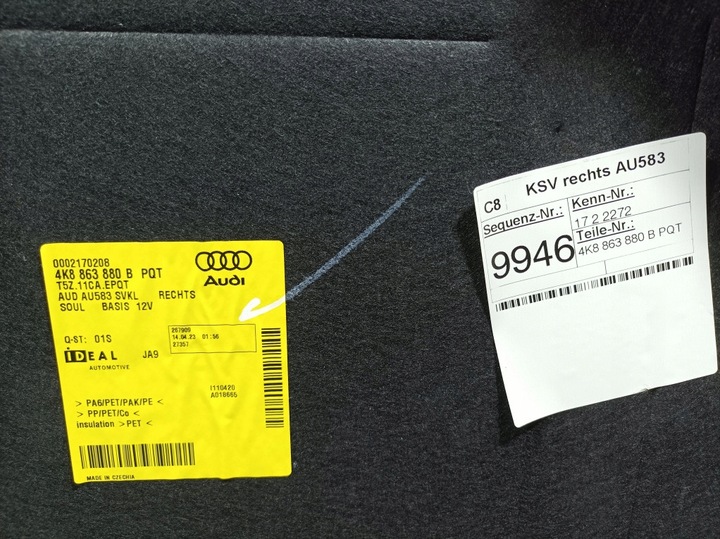 0002170208
4K8 863 880 B PQT
T5Z.11CA.EPQT
AUD AU583 SVKL RECHTS
SOUL BASIS 12V
Audi
Q-ST: 01S
267909
14.04.23 01:56
27357
IDEAL JA9
AUTOMOTIVE
I110420
A018665
> PA6/PET/PAK/PE <
> PP/PET/Co <
insulation > PET <
MADE IN CZECHIA
C8 KSV rechts AU583
Sequenz-Nr.: Kenn-Nr.:
9946 17 2 2272
Teile-Nr.:
4K8 863 880 B PQT